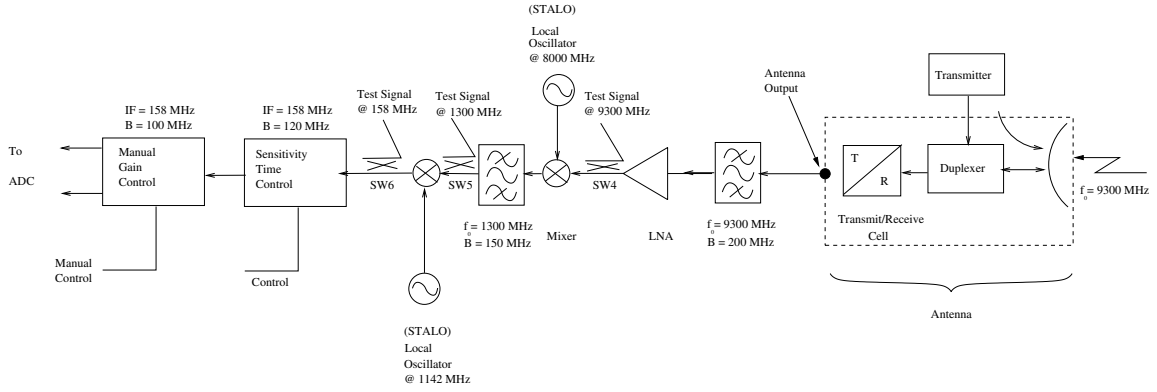 (STALO)
Local
Oscillator
@ 8000 MHz
Transmitter
Antenna
Output
Test Signal
@ 158 MHz
Test Signal
@ 1300 MHz
Test Signal
@ 9300 MHz
IF = 158 MHz
B = 100 MHz
IF = 158 MHz
B = 120 MHz
To
ADC
Manual
Gain
Control
Sensitivity
Time
Control
SW6
SW5
SW4
T
R
Duplexer
f_o = 9300 MHz
f_o = 1300 MHz
B = 150 MHz
Mixer
LNA
f_o = 9300 MHz
B = 200 MHz
Transmit/Receive
Cell
Manual
Control
Control
Antenna
(STALO)
Local
Oscillator
@ 1142 MHz